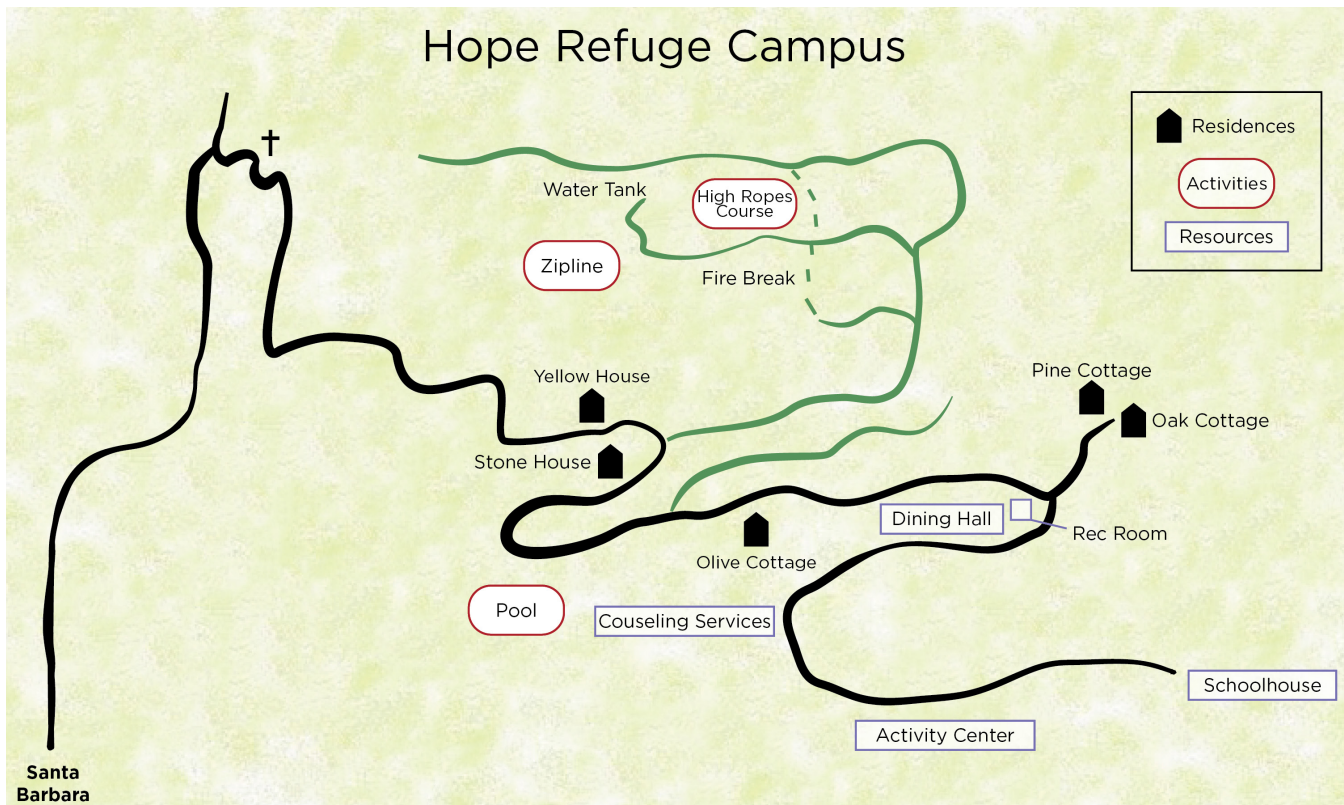 Hope Refuge Campus
Residences
Activities
Resources
Water Tank
High Ropes
Course
Zipline
Fire Break
Yellow House
Stone House
Pine Cottage
Oak Cottage
Dining Hall
Rec Room
Olive Cottage
Pool
Couseling Services
Schoolhouse
Activity Center
Santa
Barbara